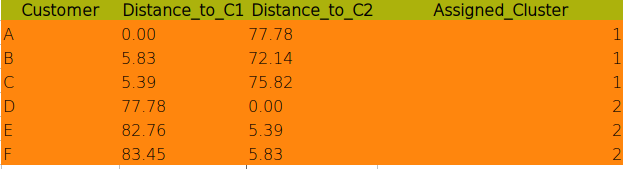 Customer Distance_to_C1 Distance_to_C2 Assigned_Cluster
A 0.00 77.78 1
B 5.83 72.14 1
C 5.39 75.82 1
D 77.78 0.00 2
E 82.76 5.39 2
F 83.45 5.83 2